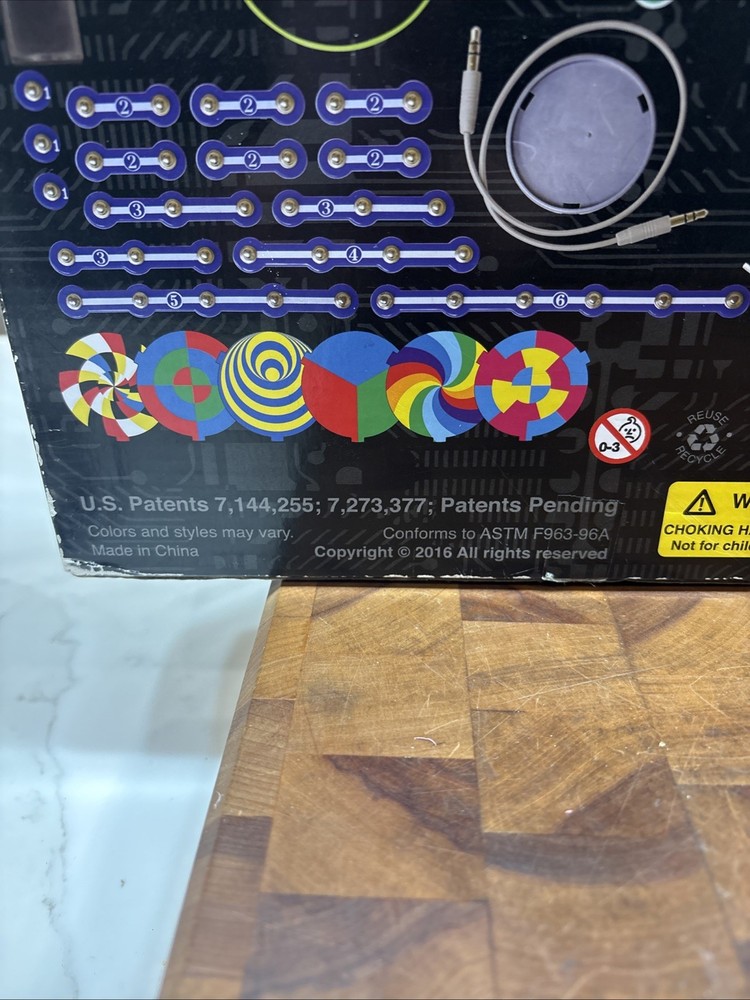 1
2 2 2
1
2 2 2
1
3 3
3 4
5 6
0-3
REUSE
RECYCLE
U.S. Patents 7,144,255; 7,273,377; Patents Pending
Colors and styles may vary. Conforms to ASTM F963-96A
Made in China Copyright © 2016 All rights reserved
CHOKING
Not for